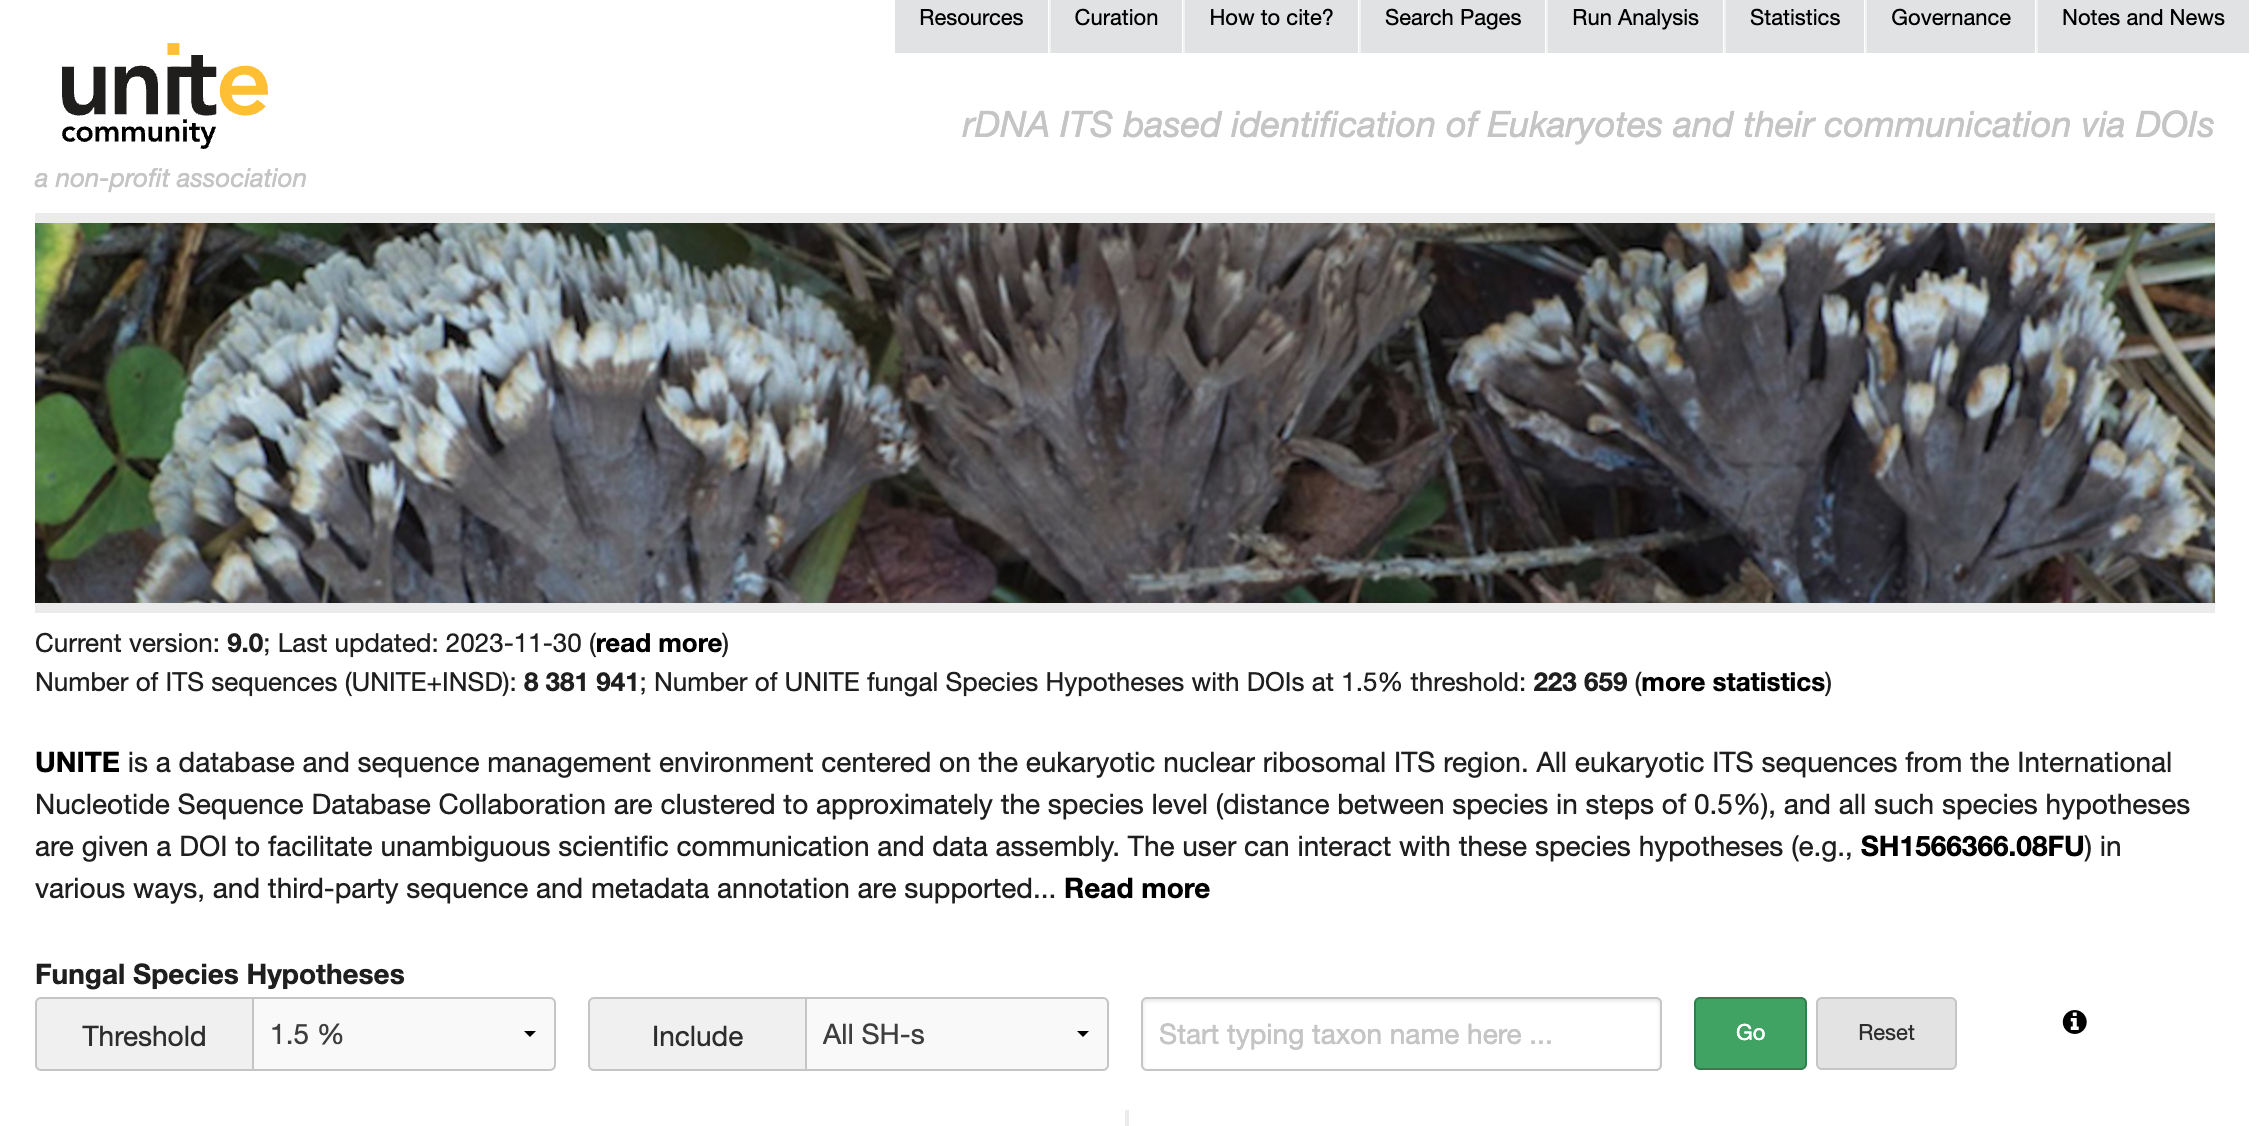 Resources Curation How to cite? Search Pages Run Analysis Statistics Governance Notes and News
unite
community
a non-profit association
rDNA ITS based identification of Eukaryotes and their communication via DOIs
Current version: 9.0; Last updated: 2023-11-30 (read more)
Number of ITS sequences (UNITE+INSD): 8 381 941; Number of UNITE fungal Species Hypotheses with DOIs at 1.5% threshold: 223 659 (more statistics)
UNITE is a database and sequence management environment centered on the eukaryotic nuclear ribosomal ITS region. All eukaryotic ITS sequences from the International
Nucleotide Sequence Database Collaboration are clustered to approximately the species level (distance between species in steps of 0.5%), and all such species hypotheses
are given a DOI to facilitate unambiguous scientific communication and data assembly. The user can interact with these species hypotheses (e.g., SH1566366.08FU) in
various ways, and third-party sequence and metadata annotation are supported... Read more
Fungal Species Hypotheses
Threshold 1.5 % Include All SH-s Start typing taxon name here ... Go Reset